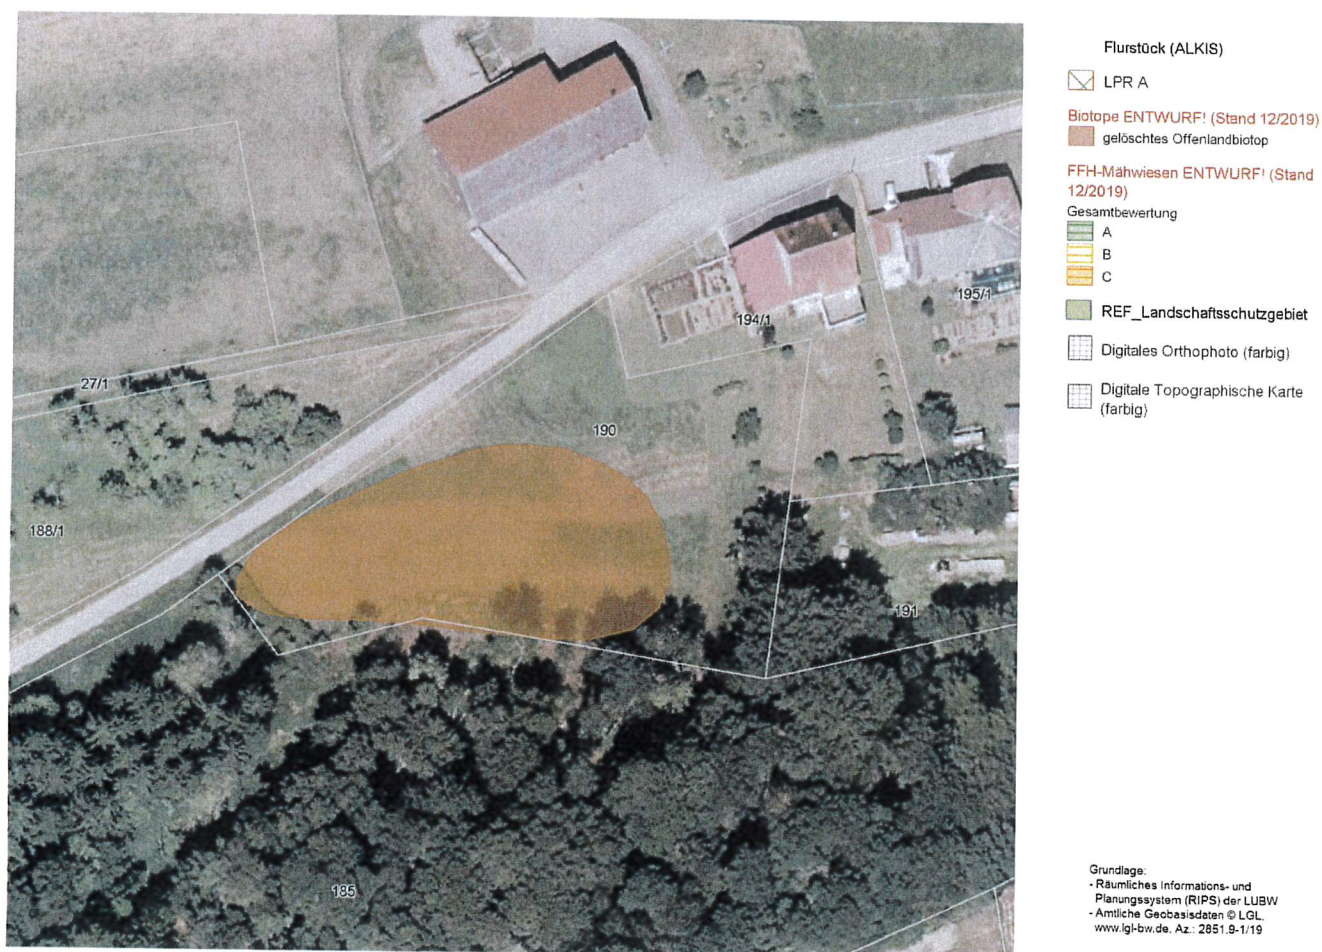 27/1
188/1
190
194/1
195/1
191
185
Flurstück (ALKIS)
LPR A
Biotope ENTWURF! (Stand 12/2019)
gelöschtes Offenlandbiotop
FFH-Mähwiesen ENTWURF! (Stand
12/2019)
Gesamtbewertung
A
B
C
REF_Landschaftsschutzgebiet
Digitales Orthophoto (farbig)
Digitale Topographische Karte
(farbig)
Grundlage:
- Räumliches Informations- und
Planungssystem (RIPS) der LUBW
- Amtliche Geobasisdaten © LGL,
www.lgl-bw.de, Az.: 2851.9-1/19